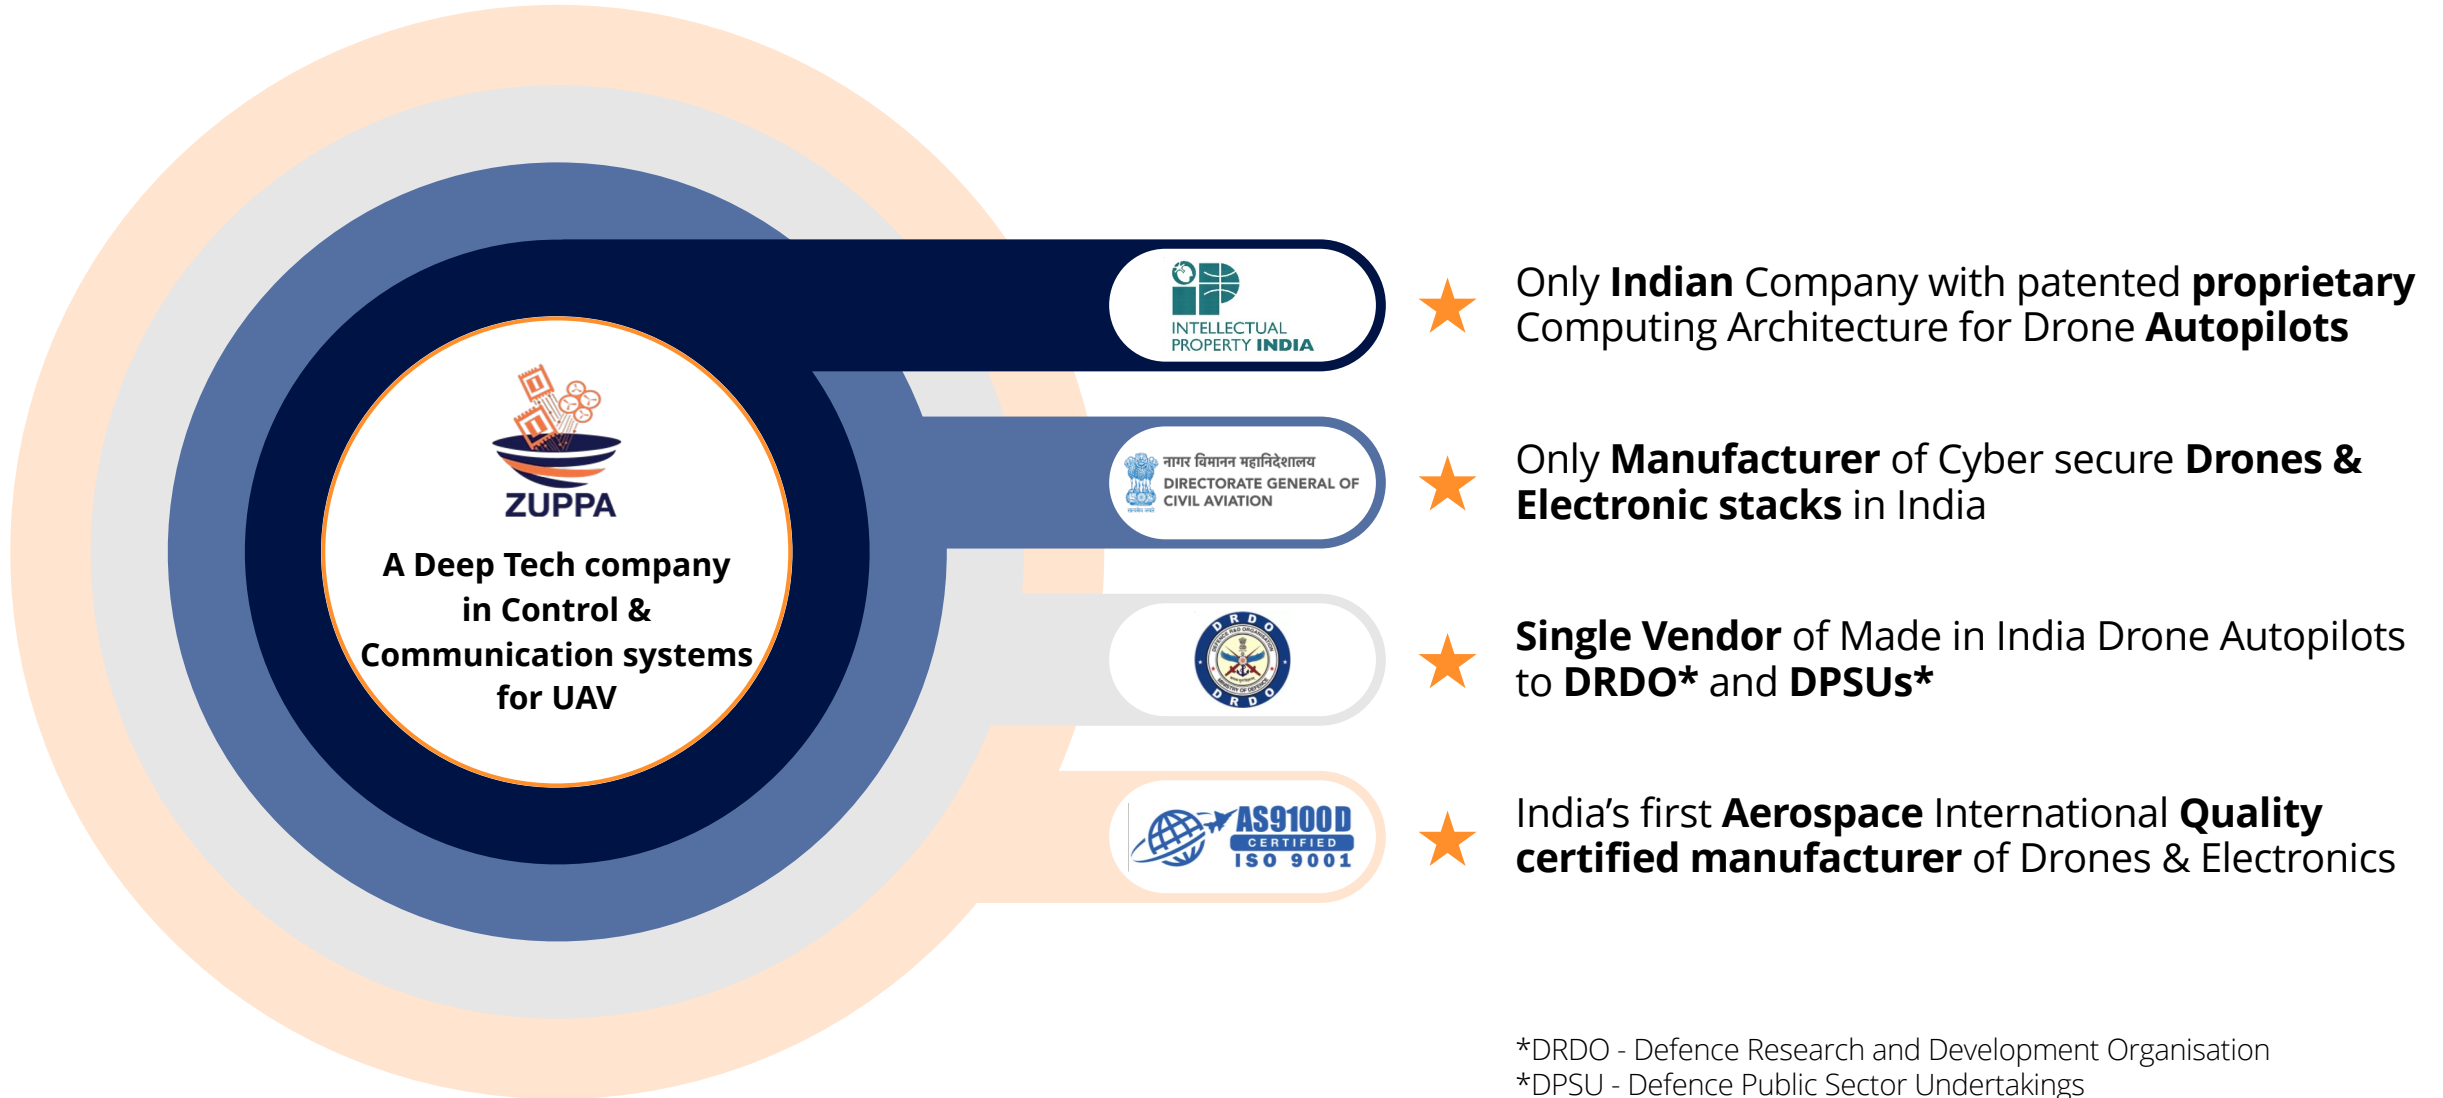 ZUPPA
A Deep Tech company
in Control &
Communication systems
for UAV
INTELLECTUAL
PROPERTY INDIA
Only Indian Company with patented proprietary
Computing Architecture for Drone Autopilots
नागर विमानन महानिदेशालय
DIRECTORATE GENERAL OF
CIVIL AVIATION
Only Manufacturer of Cyber secure Drones &
Electronic stacks in India
DRDO
DRDO
Single Vendor of Made in India Drone Autopilots
to DRDO* and DPSUs*
AS9100D
CERTIFIED
ISO 9001
India’s first Aerospace International Quality
certified manufacturer of Drones & Electronics
*DRDO - Defence Research and Development Organisation
*DPSU - Defence Public Sector Undertakings